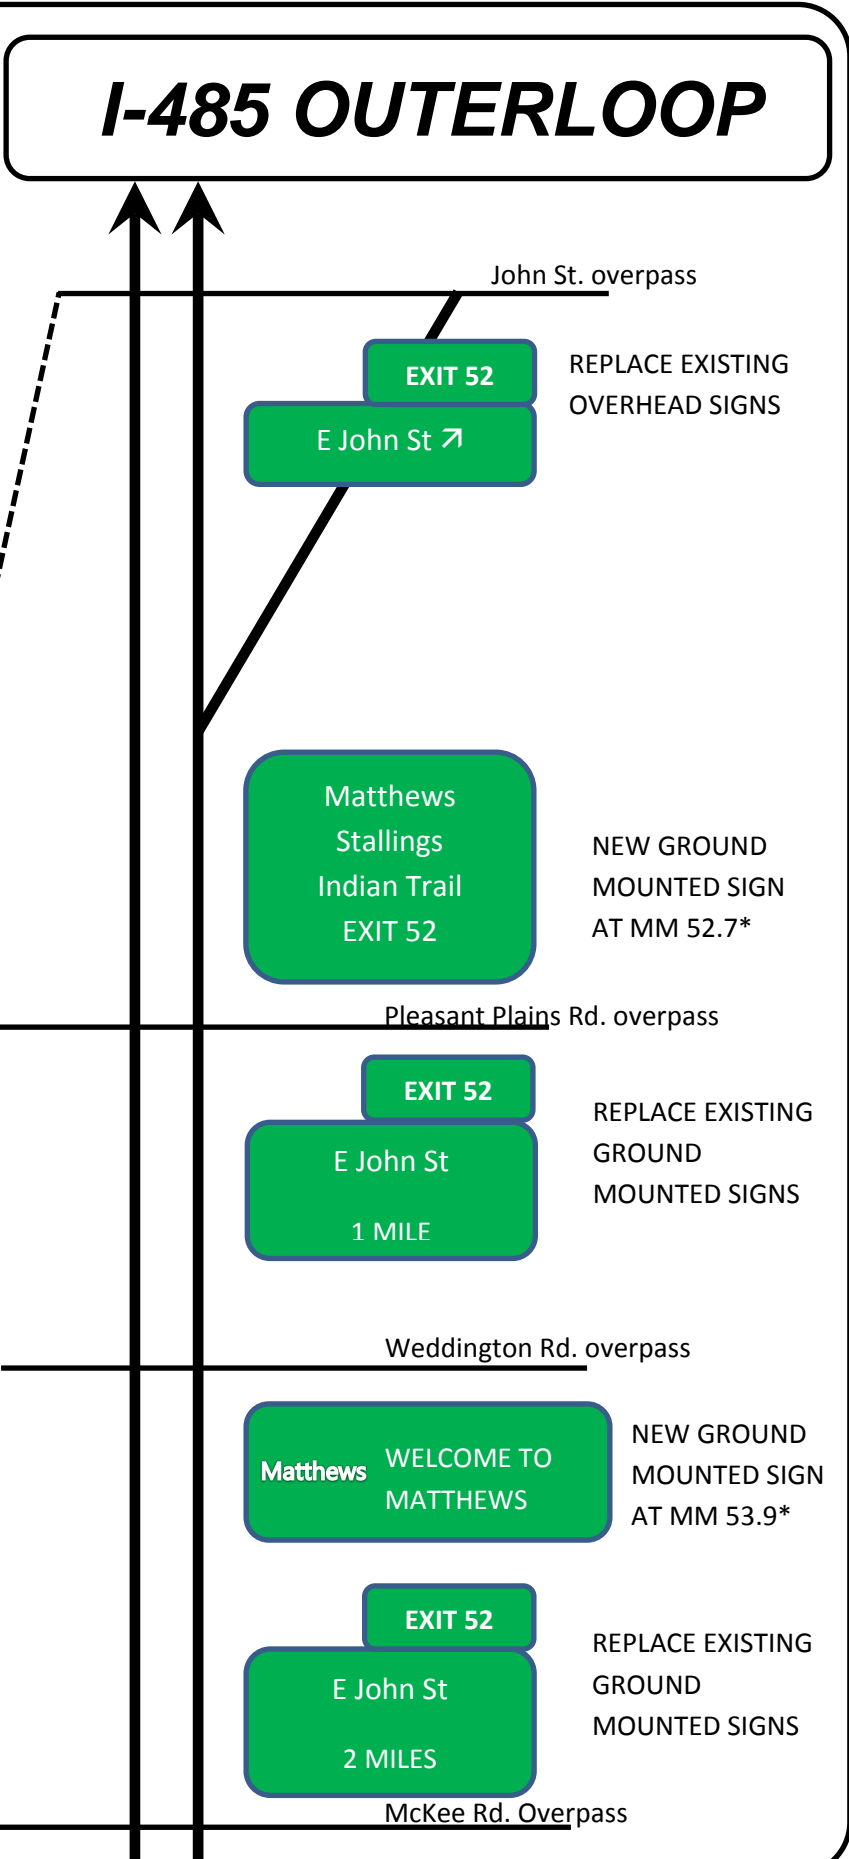 I-485 OUTERLOOP
John St. overpass
EXIT 52
E John St ↗
REPLACE EXISTING
OVERHEAD SIGNS
Matthews
Stallings
Indian Trail
EXIT 52
NEW GROUND
MOUNTED SIGN
AT MM 52.7*
Pleasant Plains Rd. overpass
EXIT 52
E John St
1 MILE
REPLACE EXISTING
GROUND
MOUNTED SIGNS
Weddington Rd. overpass
Matthews
WELCOME TO
MATTHEWS
NEW GROUND
MOUNTED SIGN
AT MM 53.9*
EXIT 52
E John St
2 MILES
REPLACE EXISTING
GROUND
MOUNTED SIGNS
McKee Rd. Overpass